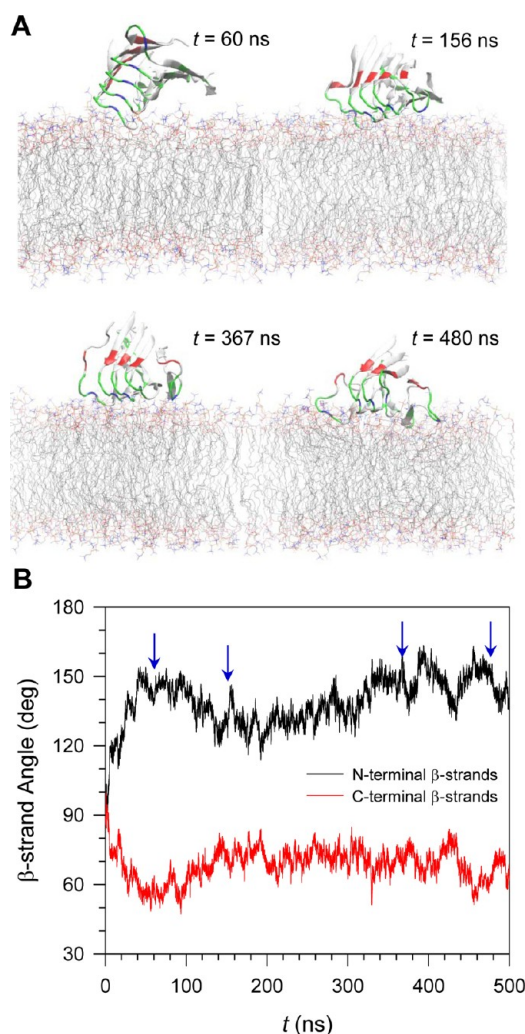 A
t = 60 ns
t = 156 ns
t = 367 ns
t = 480 ns
B
180
150
120
90
60
30
β-strand Angle (deg)
N-terminal β-strands
C-terminal β-strands
0
100
200
300
400
500
t (ns)